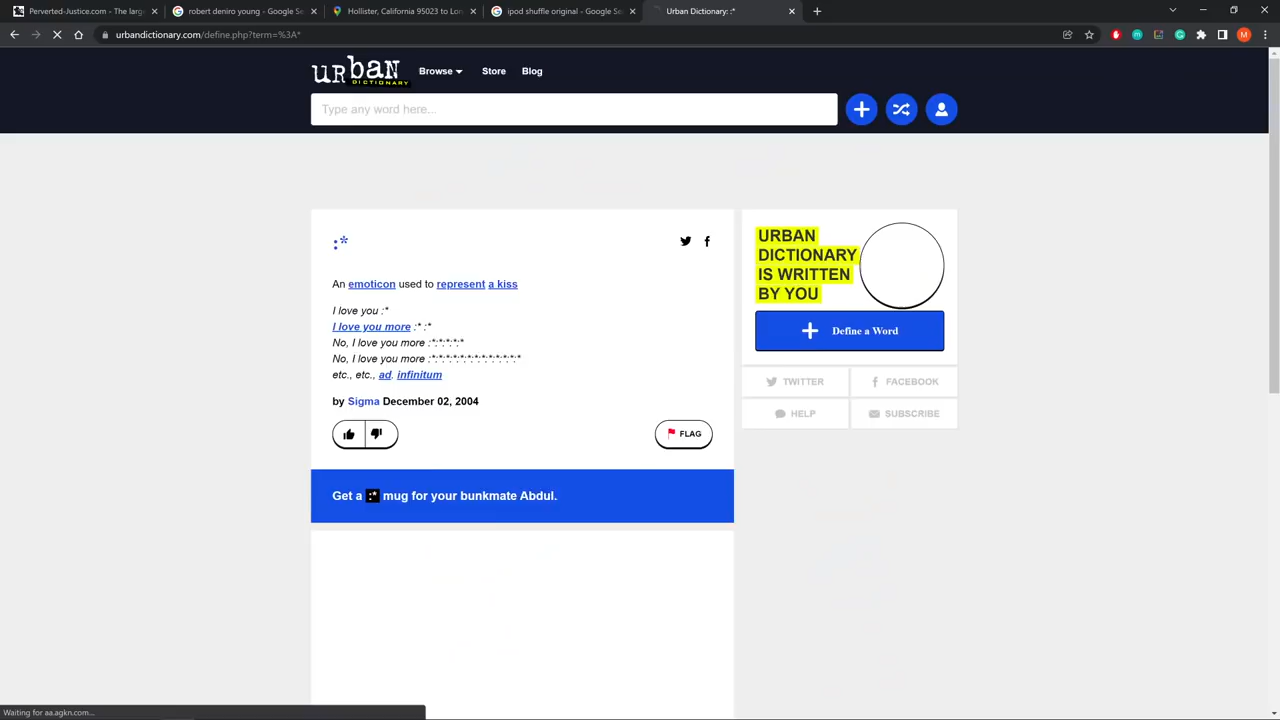 Perverted-Justice.com - The large
robert deniro young - Google Se
Hollister, California 95023 to Lon
ipod shuffle original - Google Sea
Urban Dictionary: :*
urbandictionary.com/define.php?term=%3A*
M
urban
DICTIONARY
Browse
Store
Blog
Type any word here...
:*
An emoticon used to represent a kiss
I love you :*
I love you more :* :*
No, I love you more :*:*:*:*:*
No, I love you more :*:*:*:*:*:*:*:*:*:*:*:*:*
etc., etc., ad. infinitum
by Sigma December 02, 2004
FLAG
Get a :* mug for your bunkmate Abdul.
URBAN
DICTIONARY
IS WRITTEN
BY YOU
Define a Word
TWITTER
FACEBOOK
HELP
SUBSCRIBE
Waiting for aa.agkn.com...